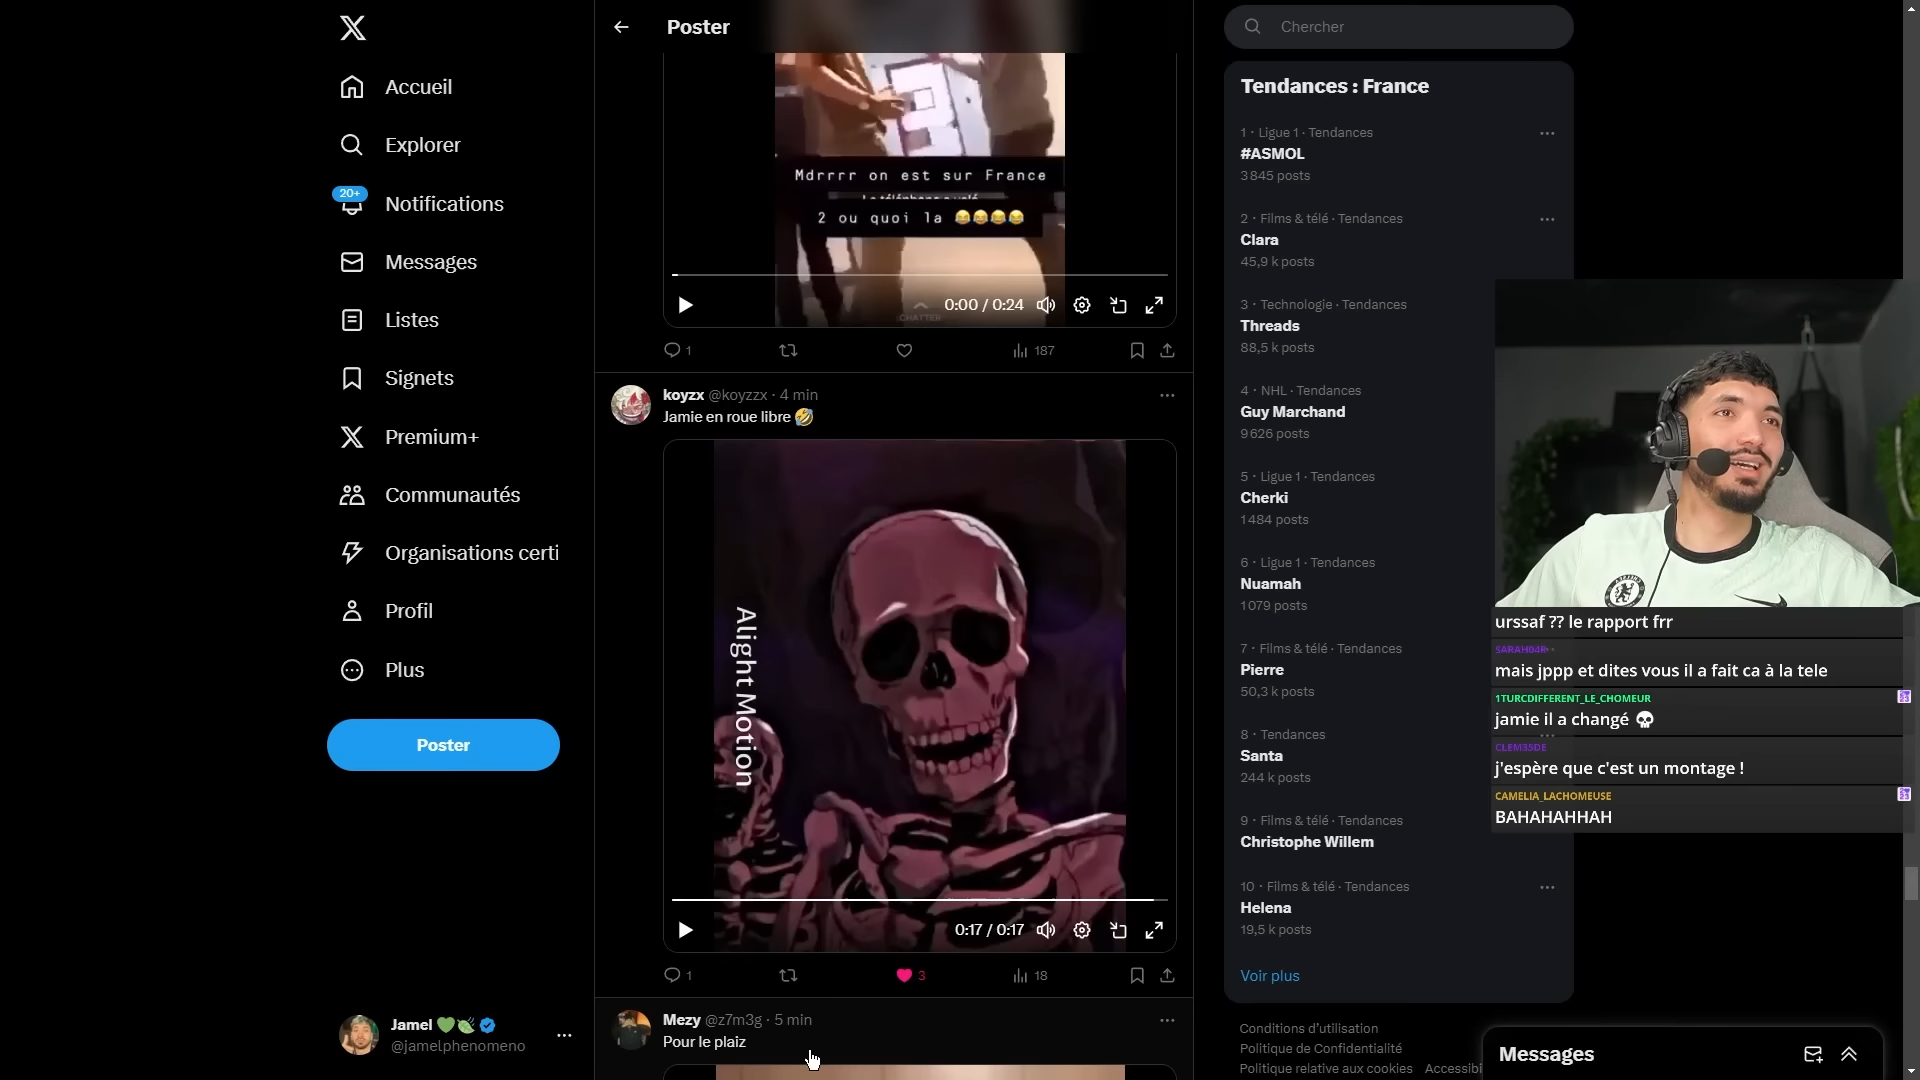 Accueil
Explorer
20+
Notifications
Messages
Listes
Signets
Premium+
Communautés
Organisations certi
Profil
Plus
Poster
Jamel 💚🍃
@jamelphenomeno
Poster
Mdrrrr on est sur France
2 ou quoi la 😂😂😂😂
0:00 / 0:24
1
187
koyzx @koyzzx · 4 min
Jamie en roue libre 🤣
Alight Motion
0:17 / 0:17
1
3
18
Mezy @z7m3g · 5 min
Pour le plaiz
Chercher
Tendances : France
1 · Ligue 1 · Tendances
#ASMOL
3 845 posts
2 · Films & télé · Tendances
Clara
45,9 k posts
3 · Technologie · Tendances
Threads
88,5 k posts
4 · NHL · Tendances
Guy Marchand
9 626 posts
5 · Ligue 1 · Tendances
Cherki
1 484 posts
6 · Ligue 1 · Tendances
Nuamah
1 079 posts
7 · Films & télé · Tendances
Pierre
50,3 k posts
8 · Tendances
Santa
244 k posts
9 · Films & télé · Tendances
Christophe Willem
10 · Films & télé · Tendances
Helena
19,5 k posts
Voir plus
Conditions d'utilisation
Politique de Confidentialité
Politique relative aux cookies Accessibi
urssaf ?? le rapport frr
SARAH04R
mais jppp et dites vous il a fait ca à la tele
1TURCDIFFERENT_LE_CHOMEUR
jamie il a changé 💀
CLEM35DE
j'espère que c'est un montage !
CAMELIA_LACHOMEUSE
BAHAHAHHAH
Messages